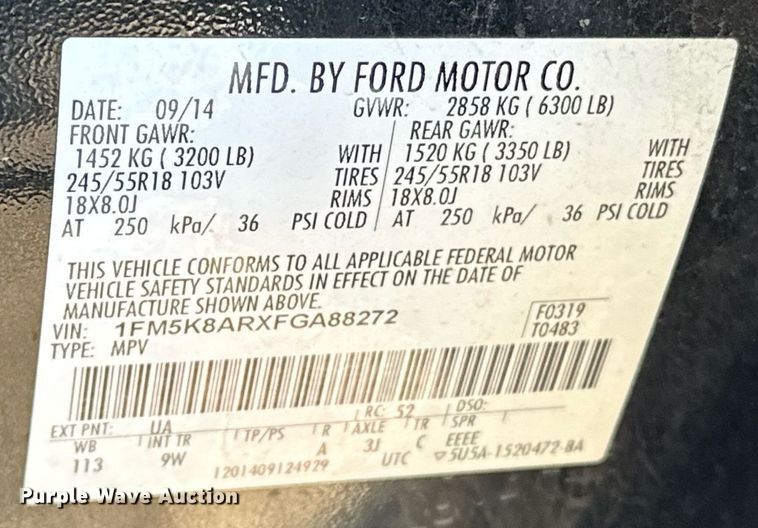 MFD. BY FORD MOTOR CO.
DATE: 09/14 GVWR: 2858 KG ( 6300 LB)
FRONT GAWR: REAR GAWR:
1452 KG ( 3200 LB) WITH 1520 KG ( 3350 LB) WITH
245/55R18 103V TIRES 245/55R18 103V TIRES
18X8.0J RIMS 18X8.0J RIMS
AT 250 kPa/ 36 PSI COLD AT 250 kPa/ 36 PSI COLD
THIS VEHICLE CONFORMS TO ALL APPLICABLE FEDERAL MOTOR
VEHICLE SAFETY STANDARDS IN EFFECT ON THE DATE OF
MANUFACTURE SHOWN ABOVE.
VIN: 1FM5K8ARXFGA88272 F0319
TYPE: MPV T0483
EXT PNT: UA RC: 52 DSO:
WB INT TR TP/PS R AXLE TR SPR
113 9W A 3J C EEEE
1201409124929 UTC 5U5A-1520472-BA
Purple Wave Auction